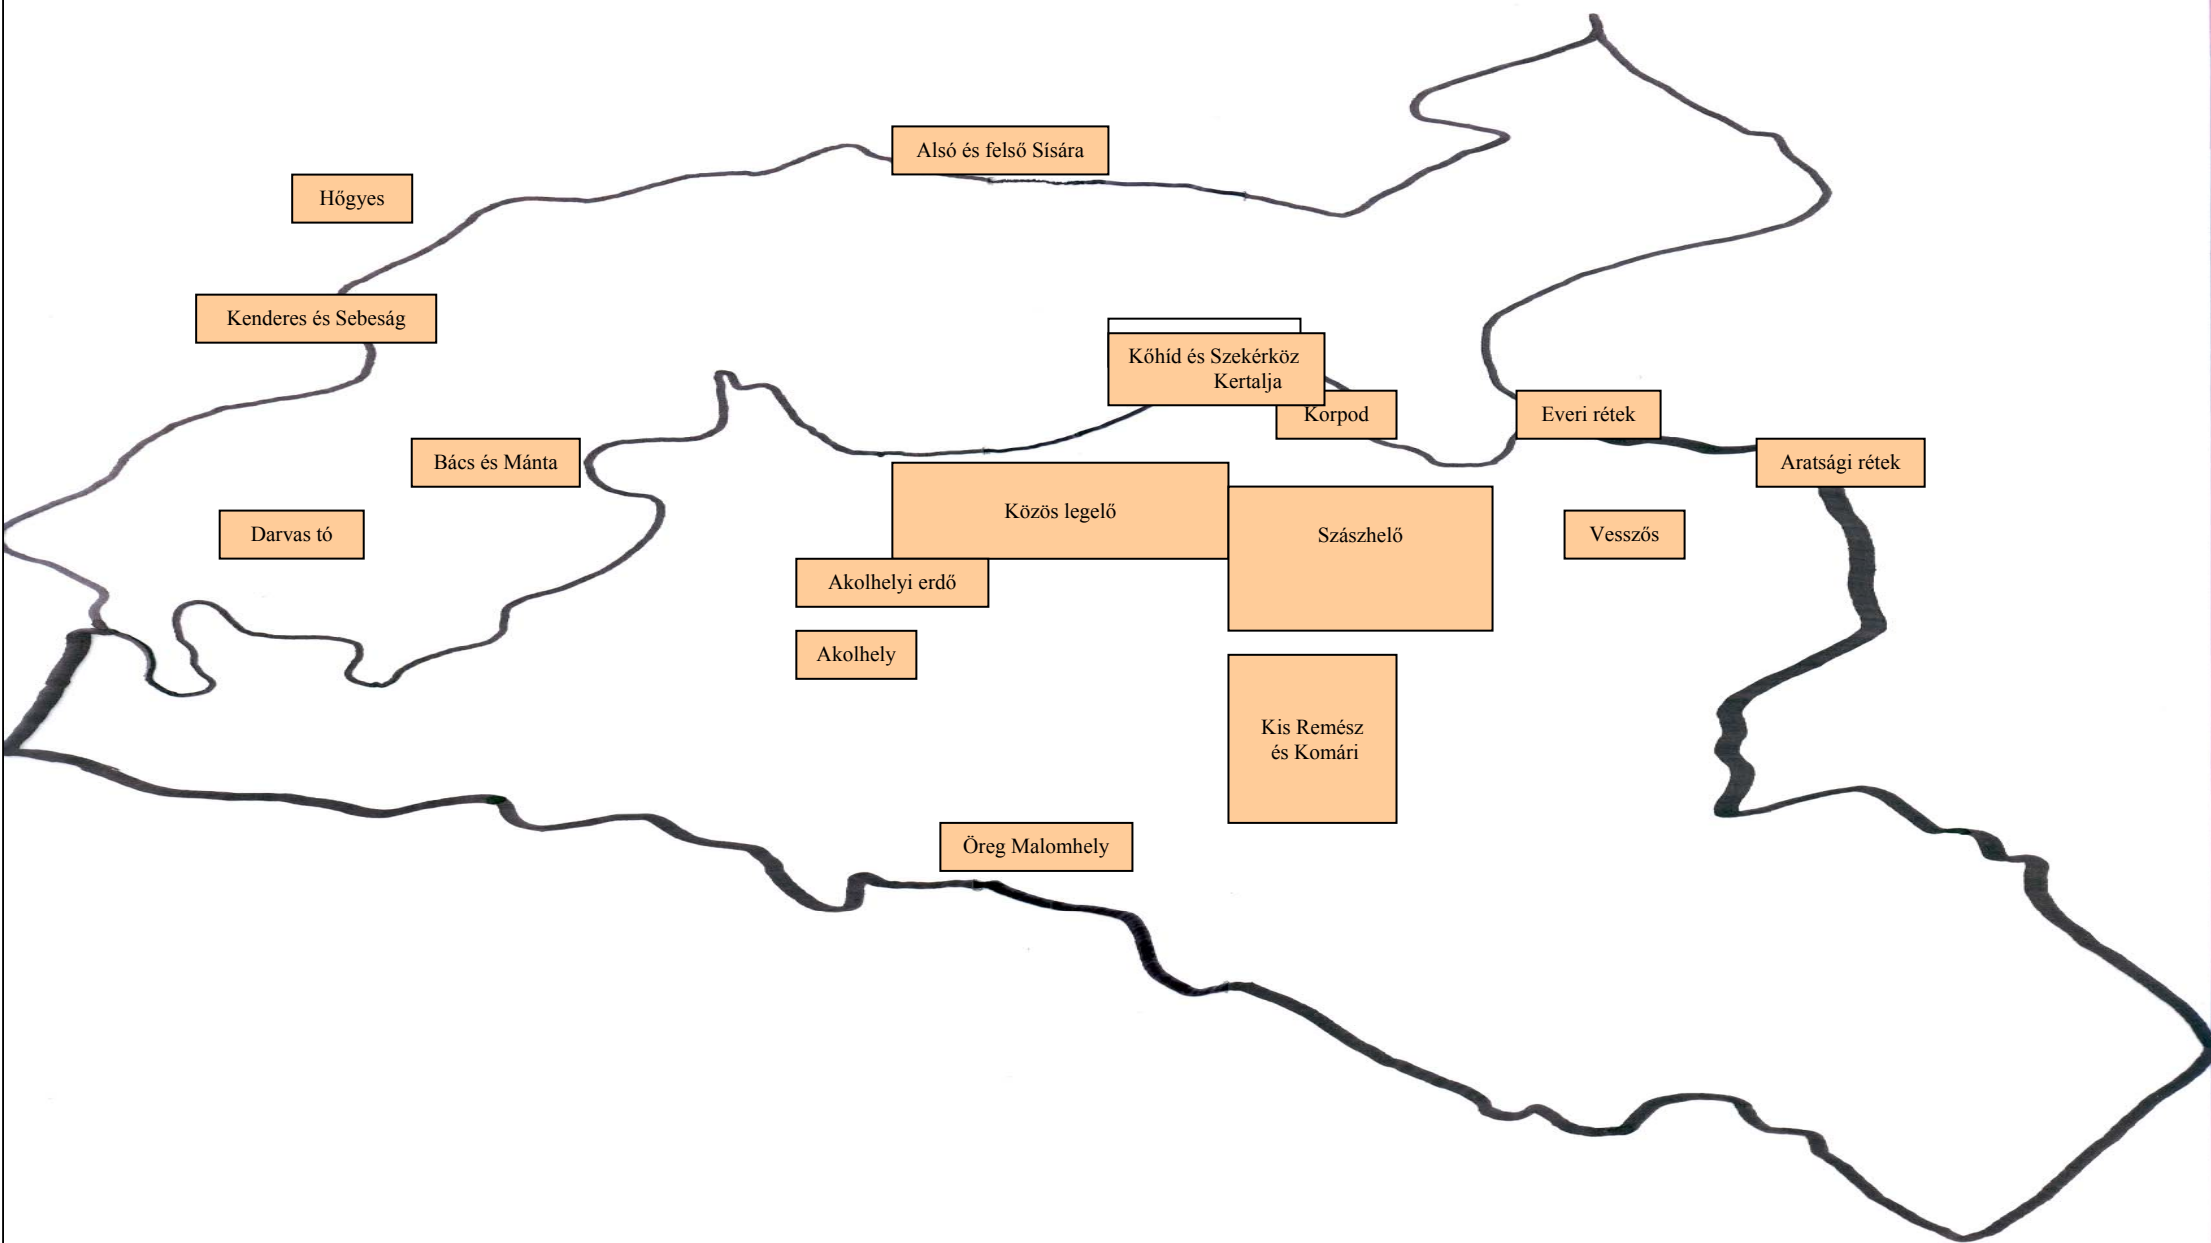 Alsó és felső Sísára
Hőgyes
Kenderes és Sebeság
Kőhíd és Szekérköz
Kertalja
Korpod
Everi rétek
Bács és Mánta
Aratsági rétek
Közös legelő
Szászhelő
Darvas tó
Vesszős
Akolhelyi erdő
Akolhely
Kis Remész
és Komári
Öreg Malomhely